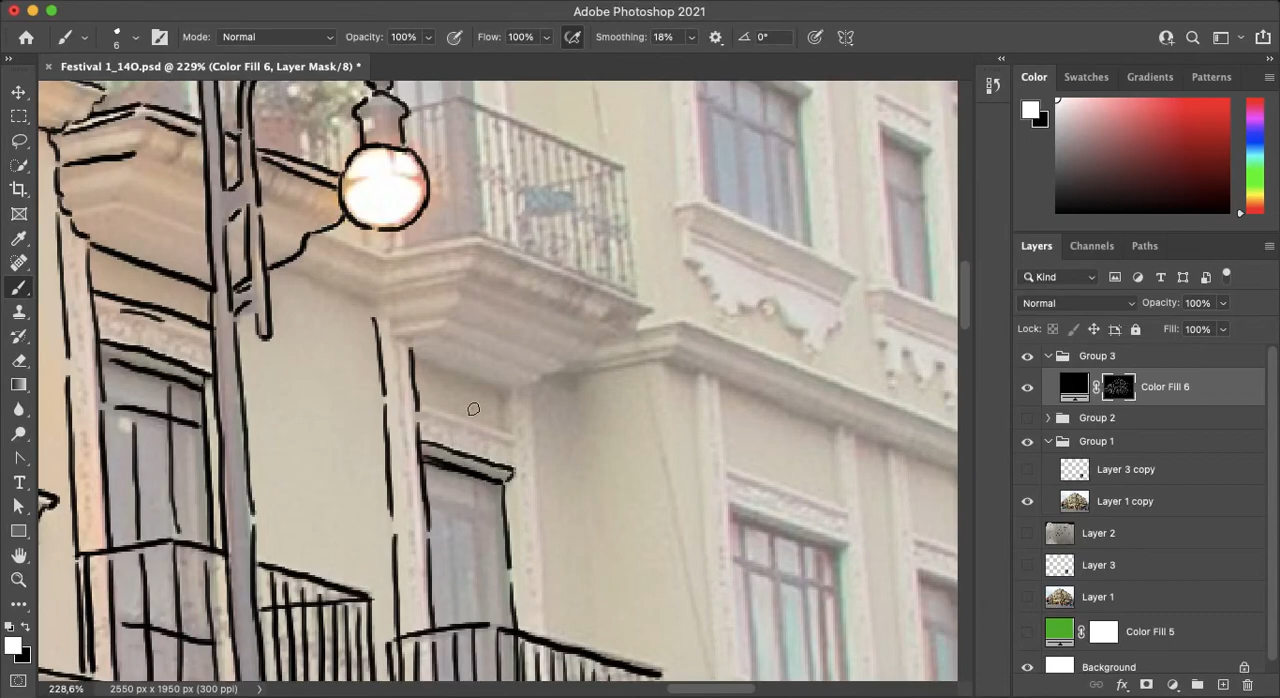 Adobe Photoshop 2021
6 Mode: Normal Opacity: 100% Flow: 100% Smoothing: 18% 0°
Festival 1_14O.psd @ 229% (Color Fill 6, Layer Mask/8) *
Color Swatches Gradients Patterns
Layers Channels Paths
Kind
Normal Opacity: 100%
Lock: Fill: 100%
Group 3
Color Fill 6
Group 2
Group 1
Layer 3 copy
Layer 1 copy
Layer 2
Layer 3
Layer 1
Color Fill 5
Background
228,6% 2550 px x 1950 px (300 ppi)